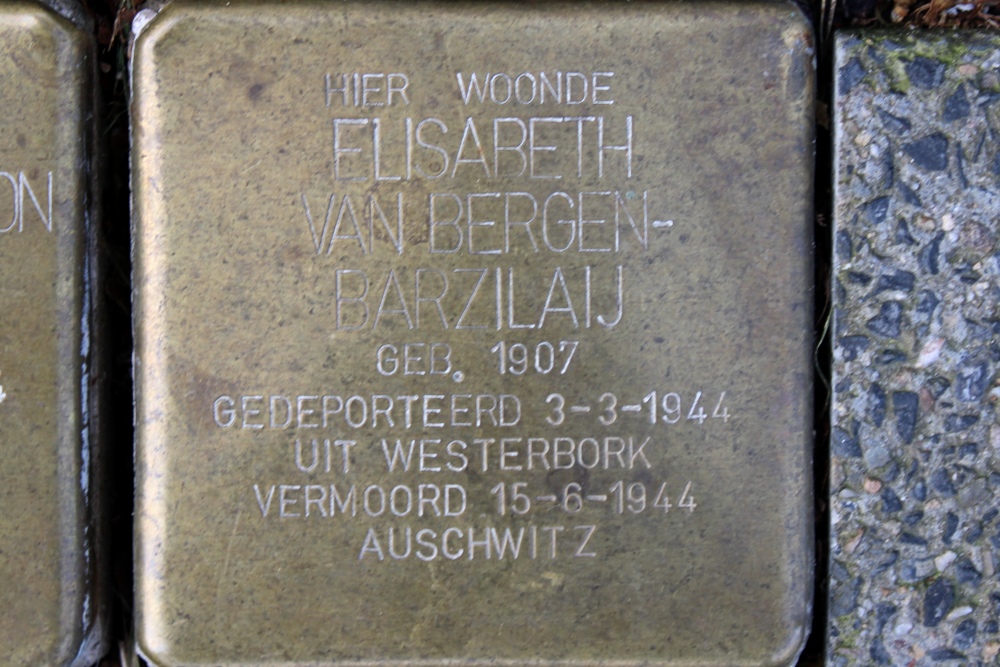 HIER WOONDE
ELISABETH
VAN BERGEN-
BARZILAIJ
GEB. 1907
GEDEPORTEERD 3-3-1944
UIT WESTERBORK
VERMOORD 15-6-1944
AUSCHWITZ